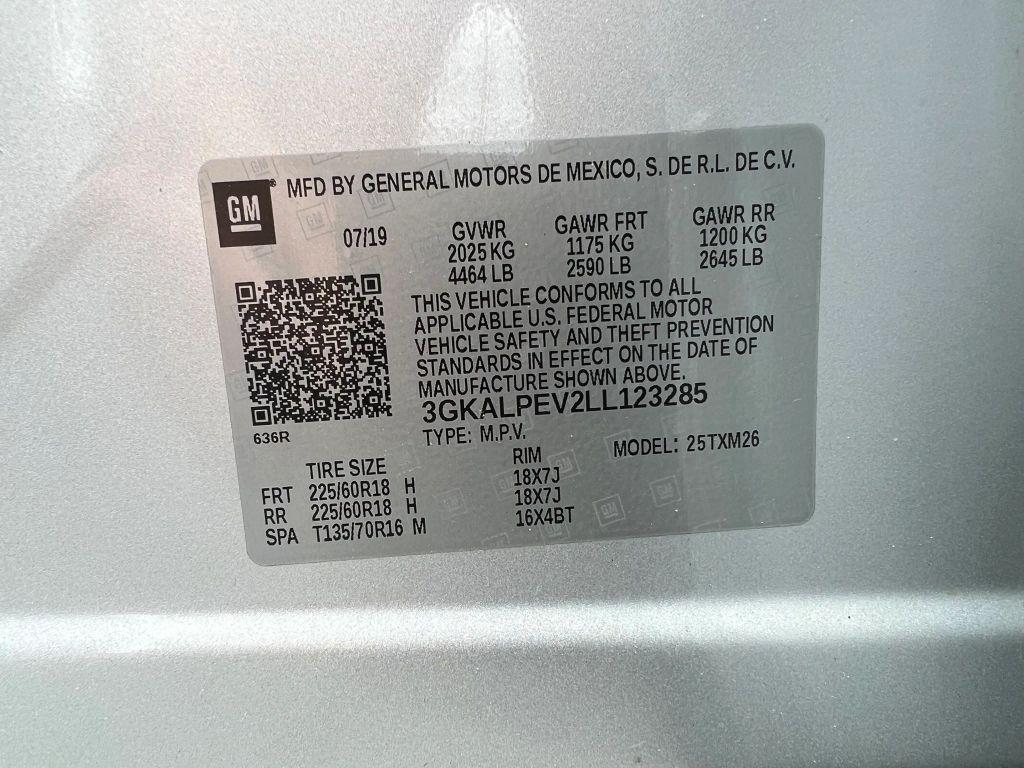 GM
MFD BY GENERAL MOTORS DE MEXICO, S. DE R.L. DE C.V.
07/19
GVWR GAWR FRT GAWR RR
2025 KG 1175 KG 1200 KG
4464 LB 2590 LB 2645 LB
THIS VEHICLE CONFORMS TO ALL
APPLICABLE U.S. FEDERAL MOTOR
VEHICLE SAFETY AND THEFT PREVENTION
STANDARDS IN EFFECT ON THE DATE OF
MANUFACTURE SHOWN ABOVE.
3GKALPEV2LL123285
636R
TYPE: M.P.V. MODEL: 25TXM26
TIRE SIZE RIM
FRT 225/60R18 H 18X7J
RR 225/60R18 H 18X7J
SPA T135/70R16 M 16X4BT